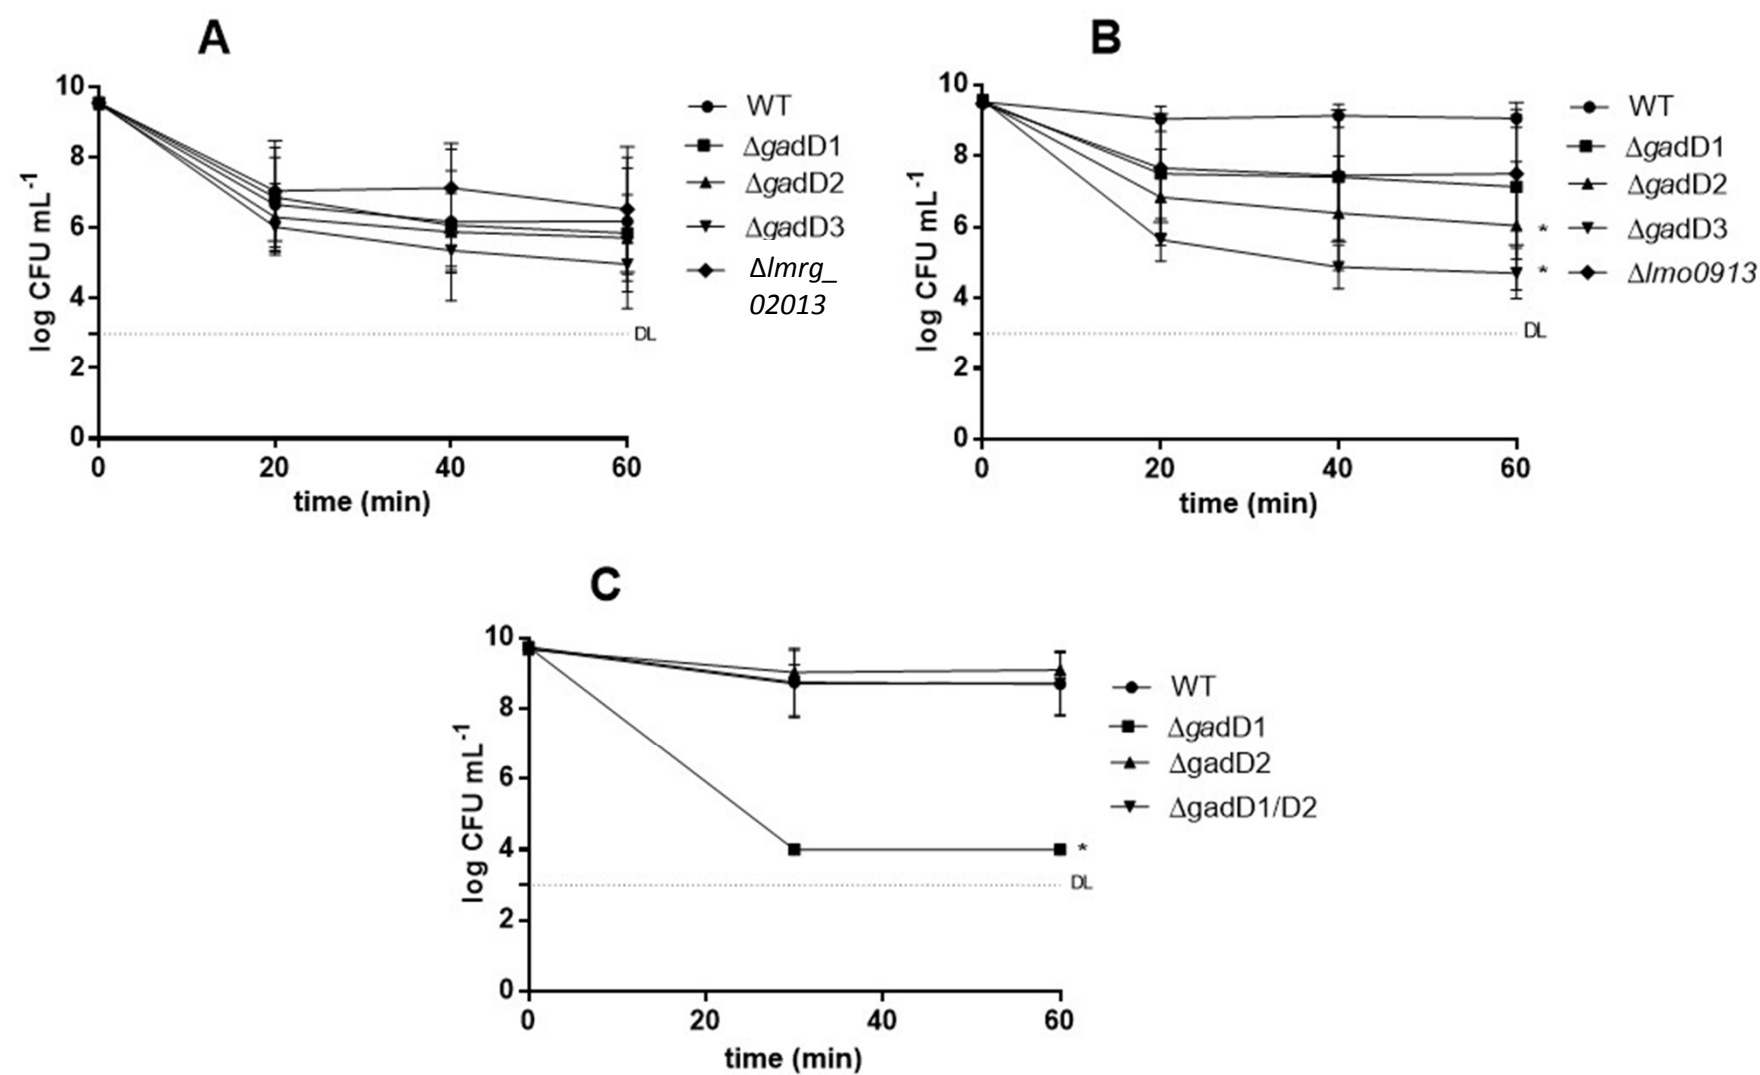 A
10
8
6
4
2
0
0 20 40 60
log CFU mL⁻¹
time (min)
WT
ΔgadD1
ΔgadD2
ΔgadD3
Δlmrg_
02013
DL
B
10
8
6
4
2
0
0 20 40 60
log CFU mL⁻¹
time (min)
WT
ΔgadD1
ΔgadD2
ΔgadD3
Δlmo0913
*
*
DL
C
10
8
6
4
2
0
0 20 40 60
log CFU mL⁻¹
time (min)
WT
ΔgadD1
ΔgadD2
ΔgadD1/D2
*
DL